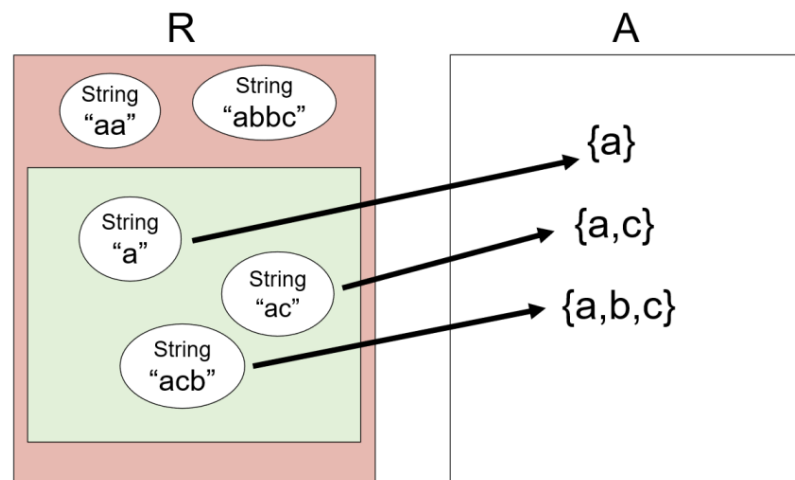 R
A
String
“aa”
String
“abbc”
{a}
String
“a”
{a,c}
String
“ac”
{a,b,c}
String
“acb”